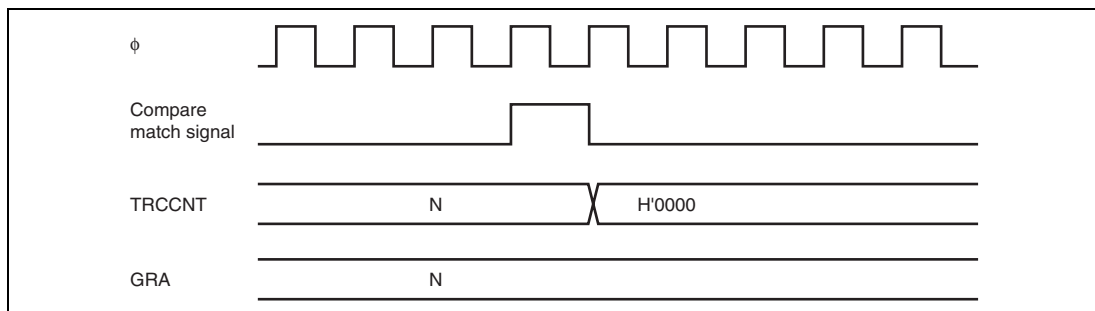 ϕ
Compare
match signal
TRCCNT
N
H'0000
GRA
N